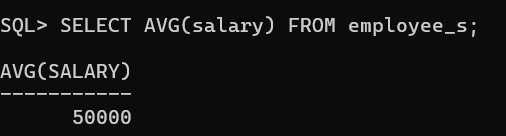 SQL> SELECT AVG(salary) FROM employee_s;
AVG(SALARY)
-----------
50000